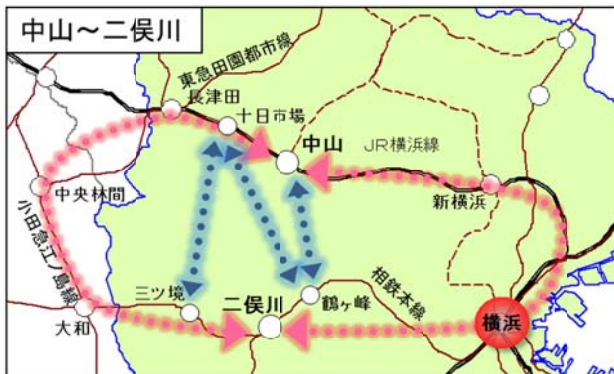 中山～二俣川
東急田園都市線
長津田
十日市場
中山
JR横浜線
中央林間
新横浜
小田急江ノ島線
三ツ境
二俣川
鶴ヶ峰
相鉄本線
大和
横浜